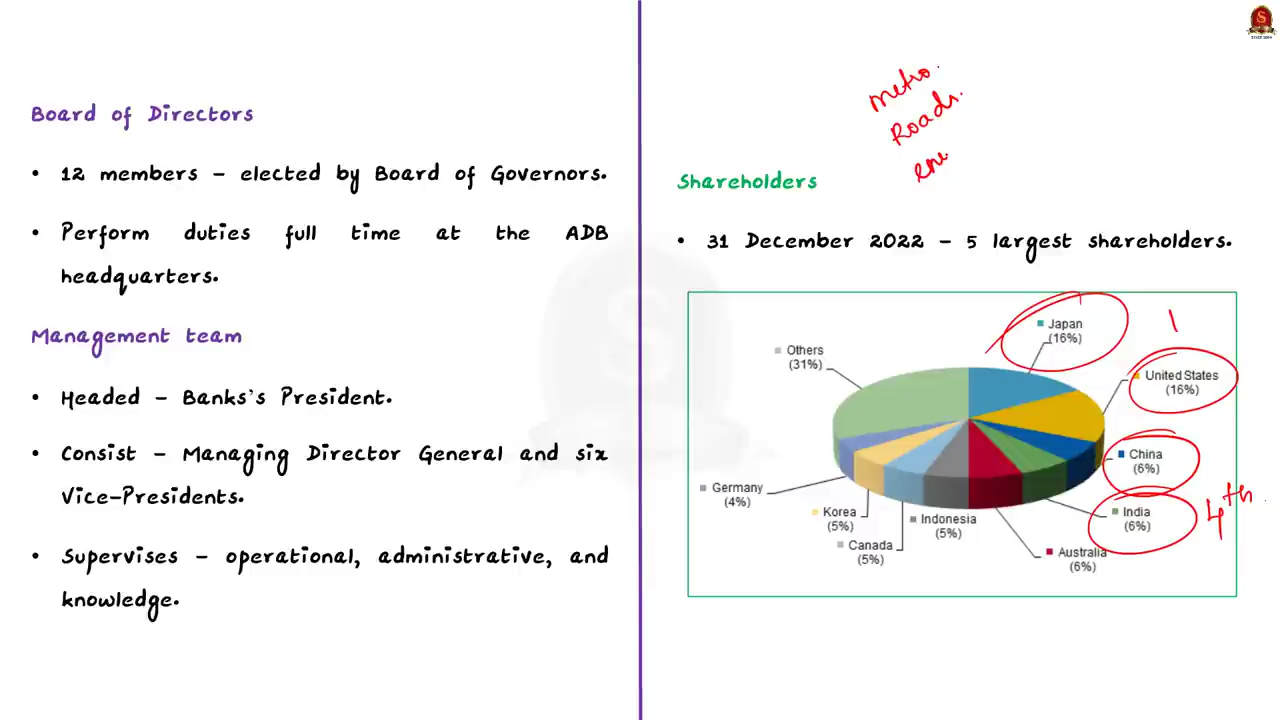 Board of Directors
• 12 members – elected by Board of Governors.
• Perform duties full time at the ADB
headquarters.
Management team
• Headed – Banks's President.
• Consist – Managing Director General and six
Vice-Presidents.
• Supervises – operational, administrative, and
knowledge.
Metro.
Roads.
Shareholders
• 31 December 2022 – 5 largest shareholders.
Japan
(16%)
1
United States
(16%)
China
(6%)
India
(6%)
4th
Australia
(6%)
Indonesia
(5%)
Canada
(5%)
Korea
(5%)
Germany
(4%)
Others
(31%)
S